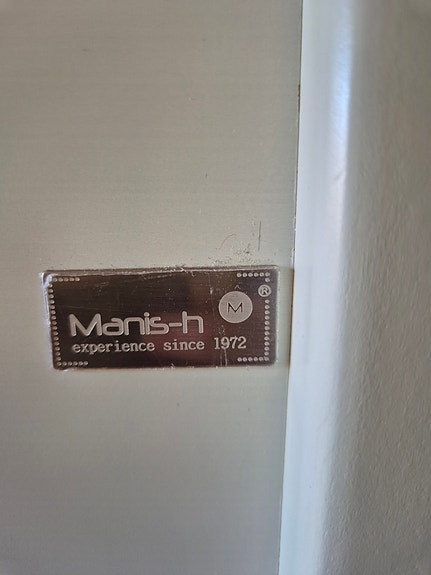 M
®
Manis-h
experience since 1972